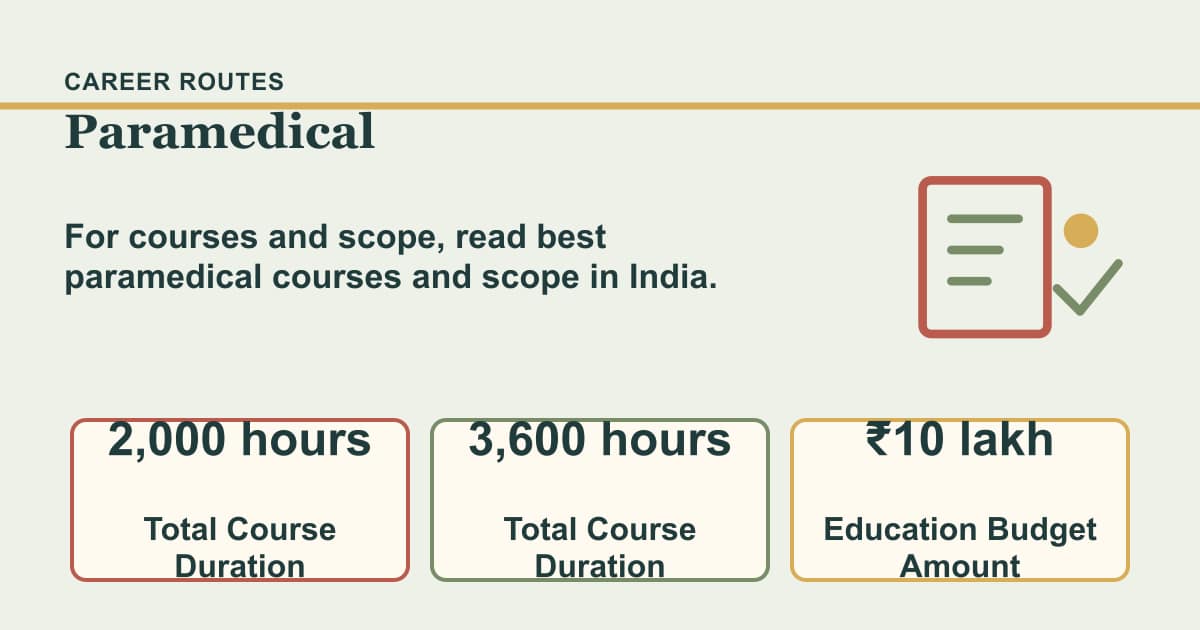 CAREER ROUTES
Paramedical
For courses and scope, read best
paramedical courses and scope in India.
2,000 hours
Total Course
Duration
3,600 hours
Total Course
Duration
₹10 lakh
Education Budget
Amount